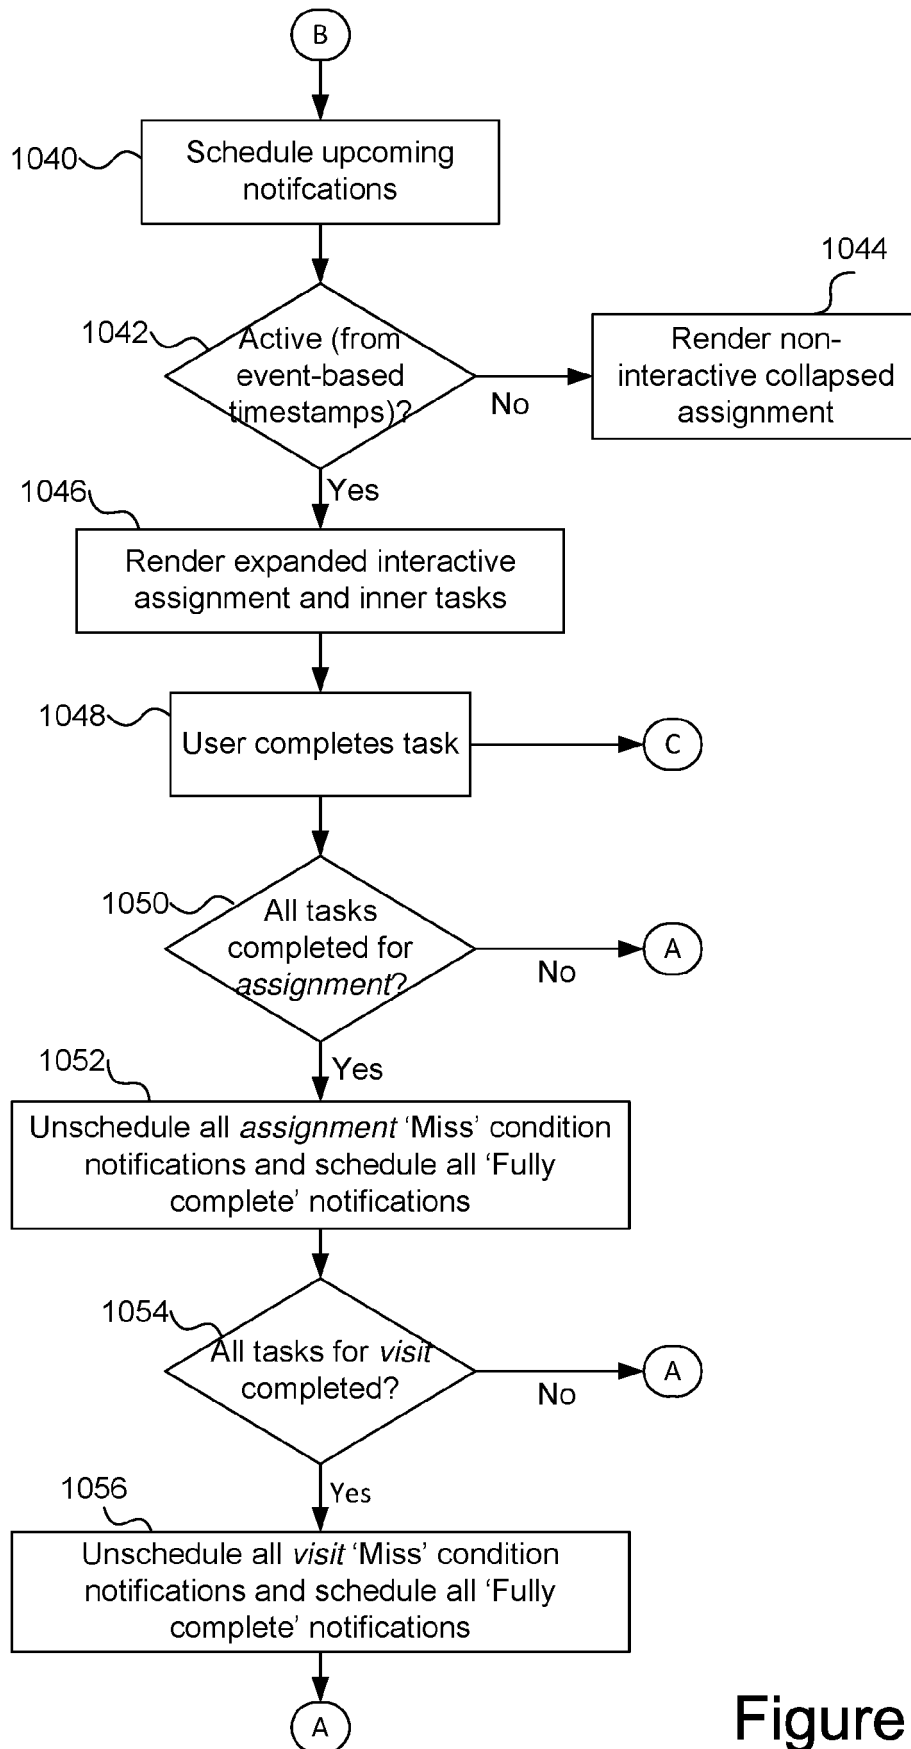 B
1040
Schedule upcoming
notifcations
1044
1042
Active (from
event-based
timestamps)?
No
Render non-
interactive collapsed
assignment
Yes
1046
Render expanded interactive
assignment and inner tasks
1048
User completes task
C
1050
All tasks
completed for
assignment?
No
A
Yes
1052
Unschedule all assignment ‘Miss’ condition
notifications and schedule all ‘Fully
complete’ notifications
1054
All tasks for visit
completed?
No
A
Yes
1056
Unschedule all visit ‘Miss’ condition
notifications and schedule all ‘Fully
complete’ notifications
A
Figure